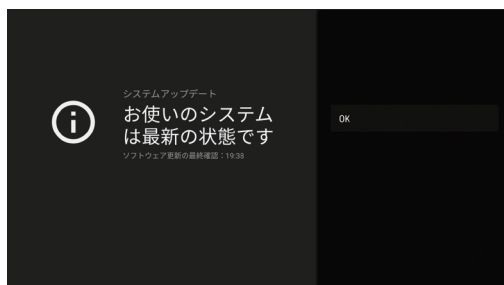 システムアップデート
お使いのシステム
は最新の状態です
ソフトウェア更新の最終確認：19:38
OK